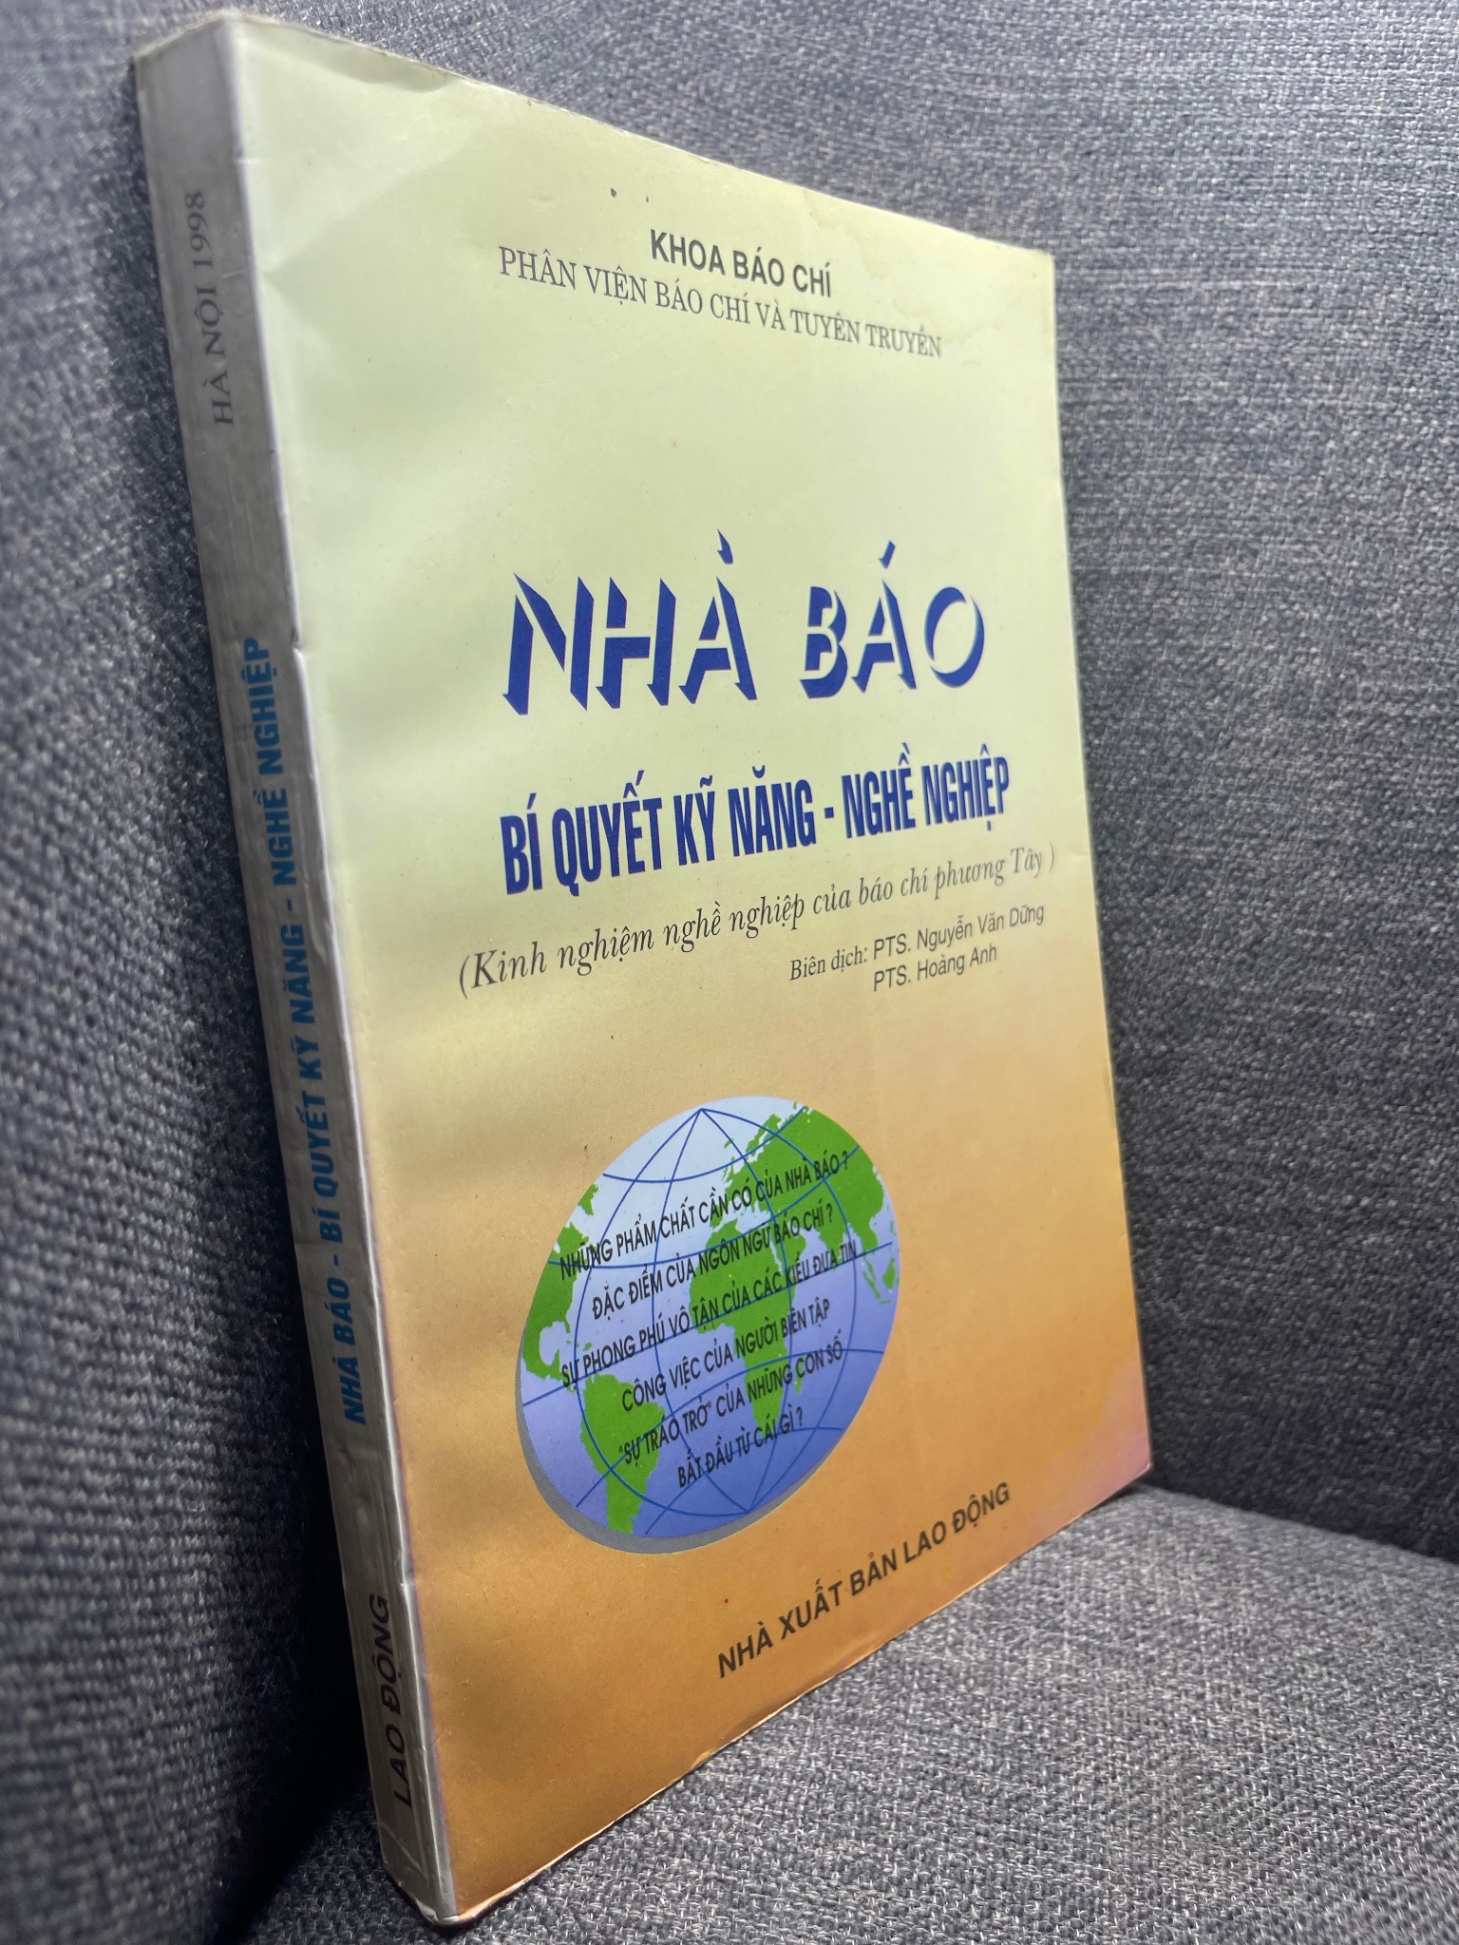 KHOA BÁO CHÍ
PHÂN VIỆN BÁO CHÍ VÀ TUYÊN TRUYỀN
NHÀ BÁO
BÍ QUYẾT KỸ NĂNG - NGHỀ NGHIỆP
(Kinh nghiệm nghề nghiệp của báo chí phương Tây)
Biên dịch: PTS. Nguyễn Văn Dững
PTS. Hoàng Anh
NHỮNG PHẨM CHẤT CẦN CÓ CỦA NHÀ BÁO ?
ĐẶC ĐIỂM CỦA NGÔN NGỮ BÁO CHÍ ?
SỰ PHONG PHÚ VÔ TẬN CỦA CÁC KIỂU ĐƯA TIN
CÔNG VIỆC CỦA NGƯỜI BIÊN TẬP
"SỰ TRÁO TRỞ" CỦA NHỮNG CON SỐ
BẮT ĐẦU TỪ CÁI GÌ ?
NHÀ XUẤT BẢN LAO ĐỘNG
HÀ NỘI 1998
NHÀ BÁO - BÍ QUYẾT KỸ NĂNG - NGHỀ NGHIỆP
LAO ĐỘNG